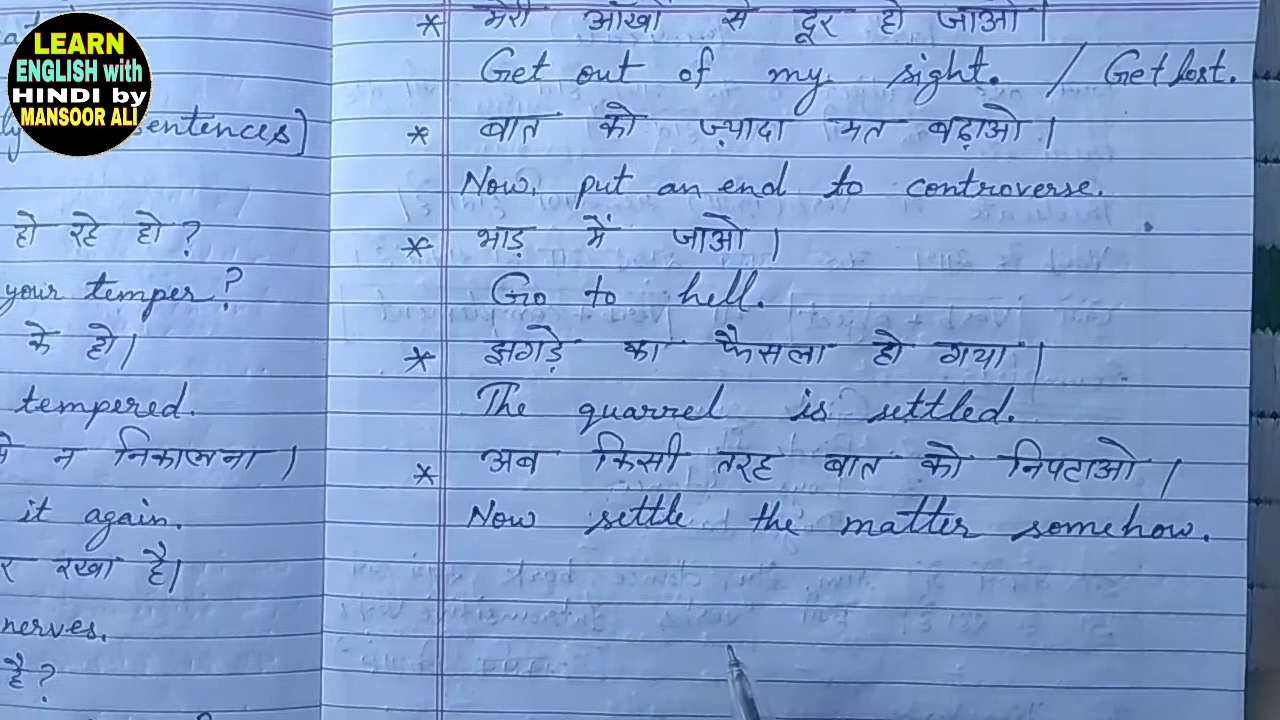 LEARN
ENGLISH with
HINDI by
MANSOOR ALI
sentences]
हो रहे हो ?
your temper?
के हो।
tempered.
न निकालना ।
it again.
रखा है।
nerves.
है ?
* मेरी आँखों से दूर हो जाओ ।
Get out of my sight. / Get lost.
* बात को ज़्यादा मत बढ़ाओ ।
Now, put an end to controverse.
* भाड़ में जाओ ।
Go to hell.
* झगड़े का फैसला हो गया ।
The quarrel is settled.
* अब किसी तरह बात को निपटाओ ।
Now settle the matter somehow.